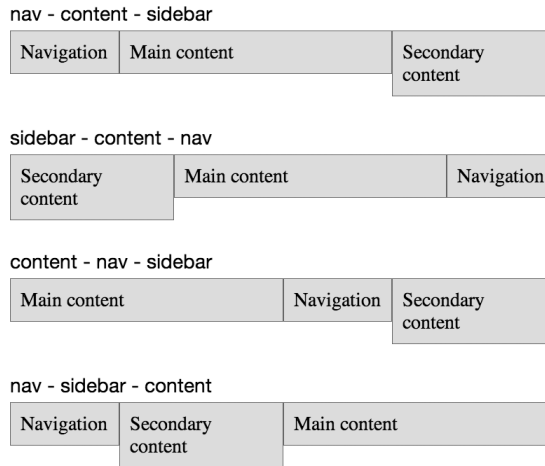 nav - content - sidebar
Navigation Main content Secondary
content
sidebar - content - nav
Secondary Main content Navigation
content
content - nav - sidebar
Main content Navigation Secondary
content
nav - sidebar - content
Navigation Secondary Main content
content